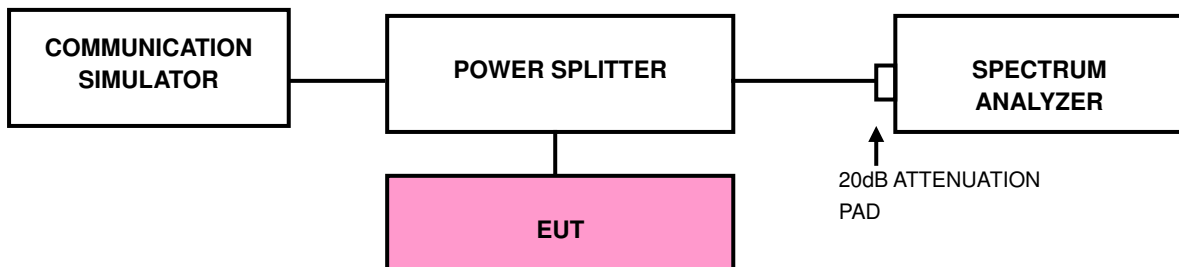 COMMUNICATION
SIMULATOR
POWER SPLITTER
SPECTRUM
ANALYZER
20dB ATTENUATION
PAD
EUT